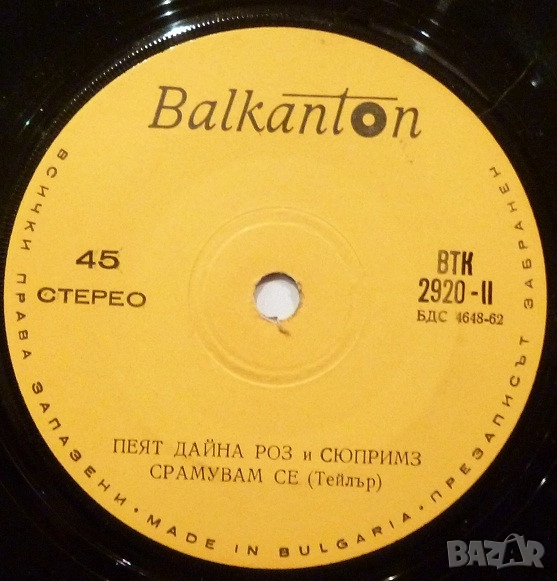 Balkanton
45
СТЕРЕО
ВТК
2920-II
БДС 4648-62
ПЕЯТ ДАЙНА РОЗ и СЮПРИМЗ
СРАМУВАМ СЕ (Тейлър)
ВСИЧКИ ПРАВА ЗАПАЗЕНИ · MADE IN BULGARIA · ПРЕЗАПИСЪТ ЗАБРАНЕН
BAZAR